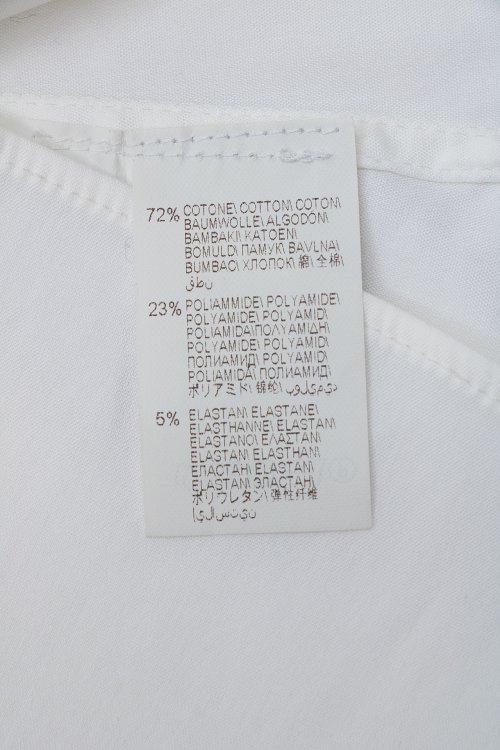 72% COTONE\ COTTON\ COTON\
BAUMWOLLE\ ALGODON\
BAMBAKI\ KATOEN\
BOMULD\ ПАМУК\ BAVLNA\
BUMBAC\ ХЛОПОК\ 綿\ 全棉\
قطن
23% POLIAMMIDE\ POLYAMIDE\
POLYAMIDE\ POLYAMID\
POLIAMIDA\ ΠΟΛΥΑΜΙΔΗ\
POLYAMIDE\ POLYAMID\
ПОЛИАМИД\ POLYAMID\
POLIAMIDA\ ПОЛИАМИД\
ポリアミド\ 锦纶\ بوليميد
5% ELASTAN\ ELASTANE\
ELASTHANNE\ ELASTAN\
ELASTANO\ ΕΛΑΣΤΑΝ\
ELASTAN\ ELASTHAN\
ЕЛАСТАН\ ELASTAN\
ELASTAN\ ЭЛАСТАН\
ポリウレタン\ 弹性纤维
إيلاستين\